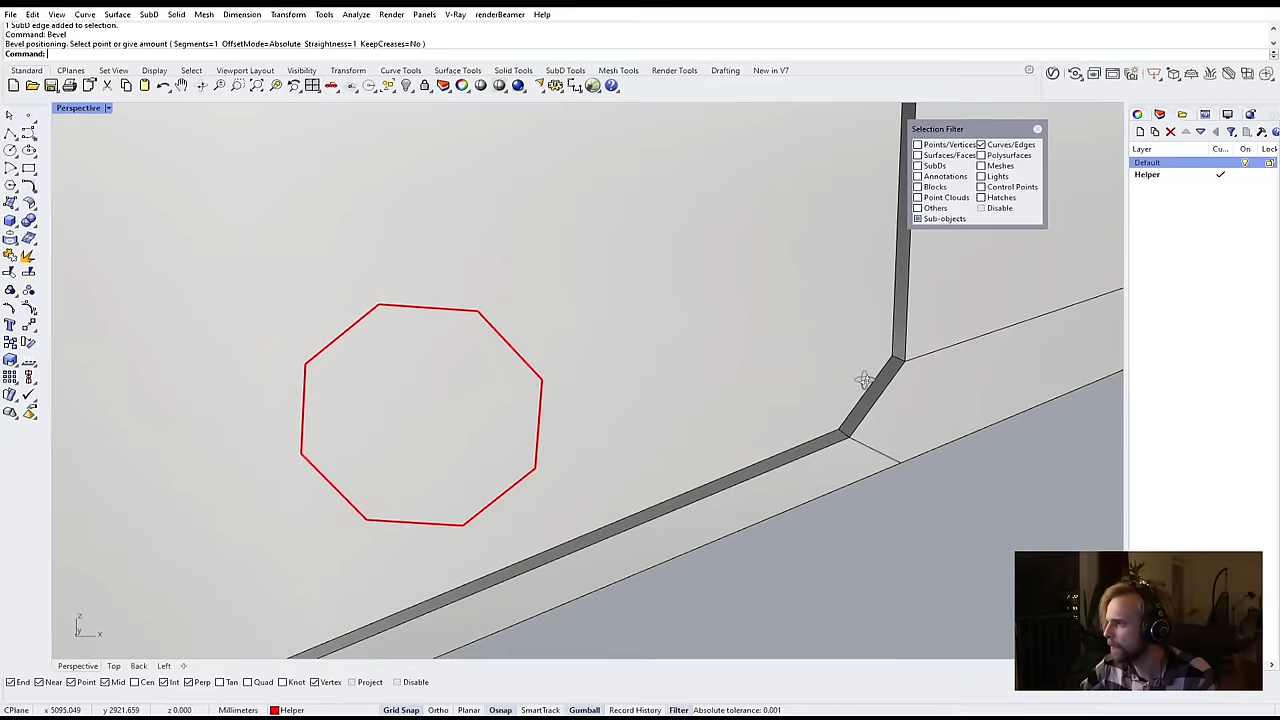 File Edit View Curve Surface SubD Solid Mesh Dimension Transform Tools Analyze Render Panels V-Ray renderBeamer Help
1 SubD edge added to selection.
Command: Bevel
Bevel positioning. Select point or give amount ( Segments=1 OffsetMode=Absolute Straightness=1 KeepCreases=No )
Command:
Standard CPlanes Set View Display Select Viewport Layout Visibility Transform Curve Tools Surface Tools Solid Tools SubD Tools Mesh Tools Render Tools Drafting New in V7
Perspective
Selection Filter
Points/Vertices Curves/Edges
Surfaces/Faces Polysurfaces
SubDs Meshes
Annotations Lights
Blocks Control Points
Point Clouds Hatches
Others Disable
Sub-objects
Layer Cu... On Lock
Default
Helper
z
y x
Perspective Top Back Left
End Near Point Mid Cen Int Perp Tan Quad Knot Vertex Project Disable
CPlane x 5095.049 y 2921.659 z 0.000 Millimeters Helper Grid Snap Ortho Planar Osnap SmartTrack Gumball Record History Filter Absolute tolerance: 0.001